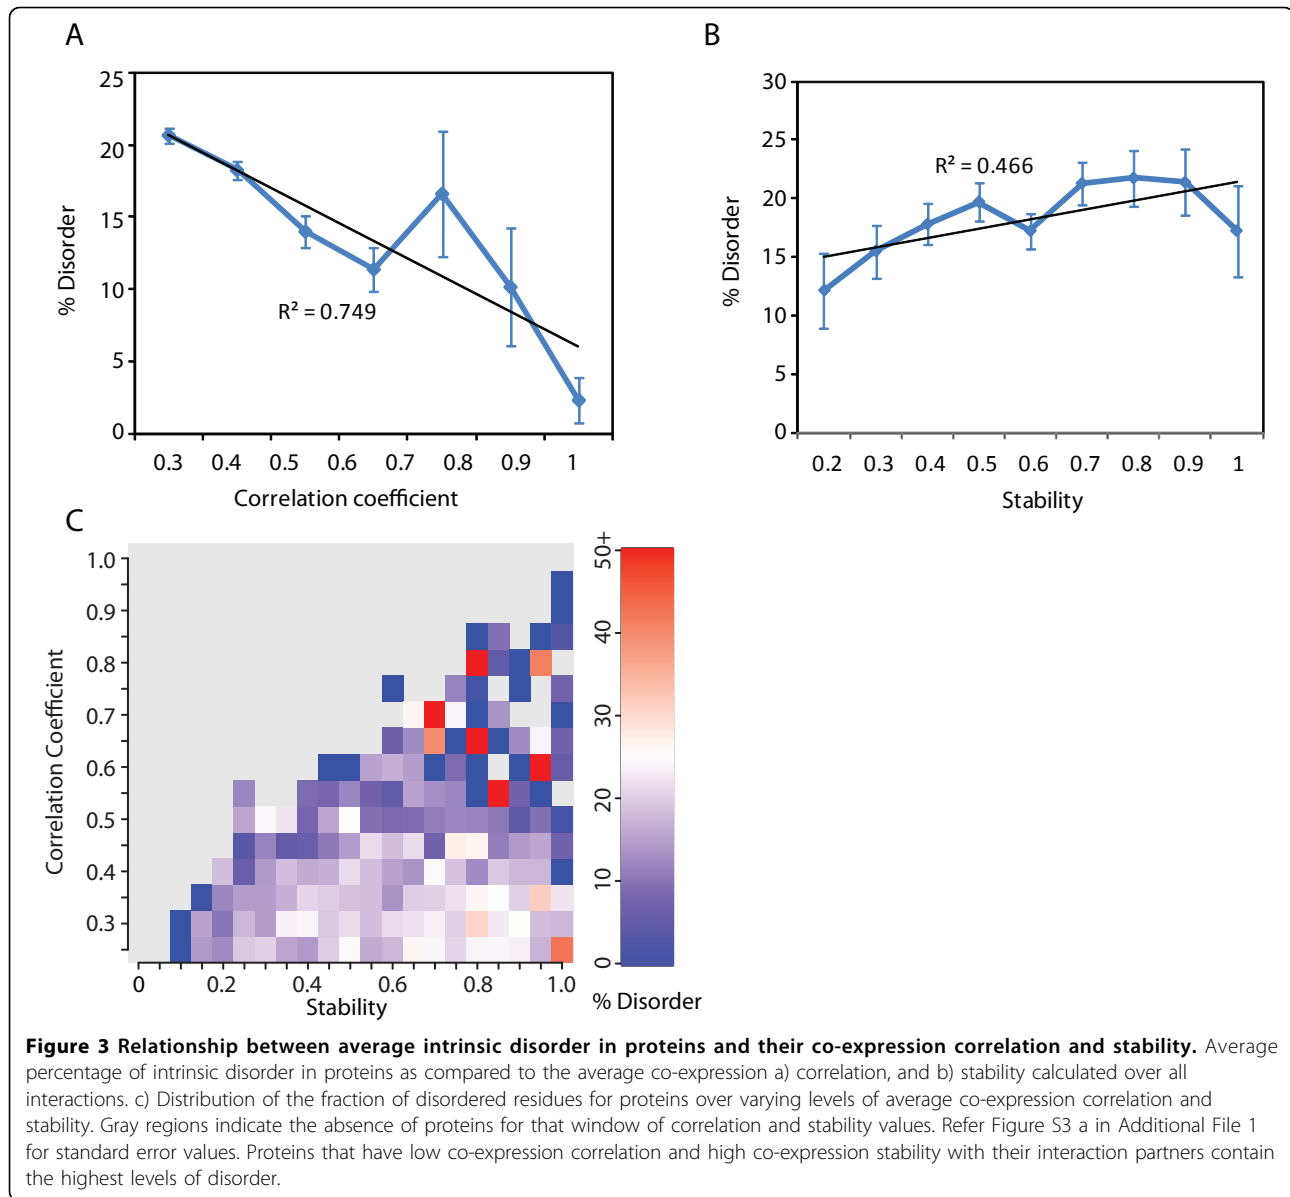 A
25
20
15
10
5
0
% Disorder
R² = 0.749
0.3 0.4 0.5 0.6 0.7 0.8 0.9 1
Correlation coefficient
B
30
25
20
15
10
5
0
% Disorder
R² = 0.466
0.2 0.3 0.4 0.5 0.6 0.7 0.8 0.9 1
Stability
C
1.0
0.9
0.8
0.7
0.6
0.5
0.4
0.3
Correlation Coefficient
0 0.2 0.4 0.6 0.8 1.0
Stability
50+
40
30
20
10
0
% Disorder
Figure 3 Relationship between average intrinsic disorder in proteins and their co-expression correlation and stability. Average
percentage of intrinsic disorder in proteins as compared to the average co-expression a) correlation, and b) stability calculated over all
interactions. c) Distribution of the fraction of disordered residues for proteins over varying levels of average co-expression correlation and
stability. Gray regions indicate the absence of proteins for that window of correlation and stability values. Refer Figure S3 a in Additional File 1
for standard error values. Proteins that have low co-expression correlation and high co-expression stability with their interaction partners contain
the highest levels of disorder.